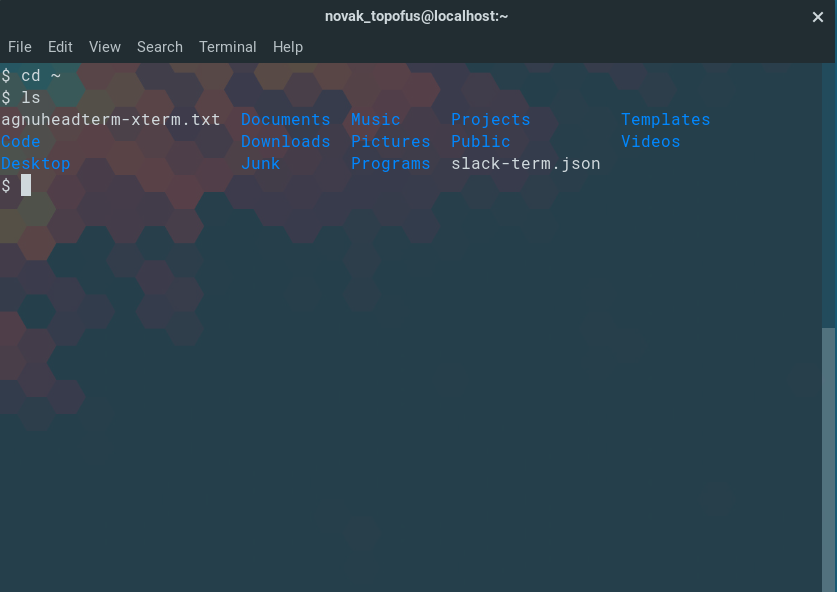 novak_topofus@localhost:~
File Edit View Search Terminal Help
$ cd ~
$ ls
agnuheadterm-xterm.txt Documents Music Projects Templates
Code Downloads Pictures Public Videos
Desktop Junk Programs slack-term.json
$